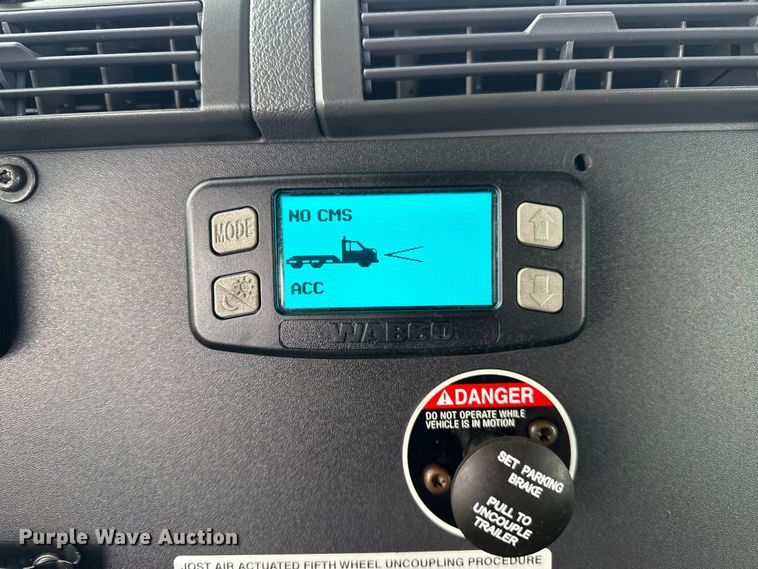 NO CMS
MODE
ACC
WABCO
DANGER
DO NOT OPERATE WHILE
VEHICLE IS IN MOTION
SET PARKING
BRAKE
PULL TO
UNCOUPLE
TRAILER
Purple Wave Auction®
JOST AIR ACTUATED FIFTH WHEEL UNCOUPLING PROCEDURE